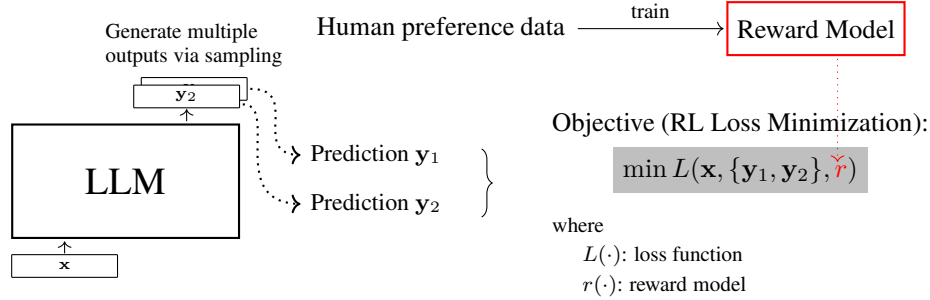 Generate multiple
outputs via sampling
Human preference data
train
Reward Model
y₂
LLM
x
Prediction y₁
Prediction y₂
Objective (RL Loss Minimization):
min L(x, {y₁, y₂}, r)
where
L(·): loss function
r(·): reward model